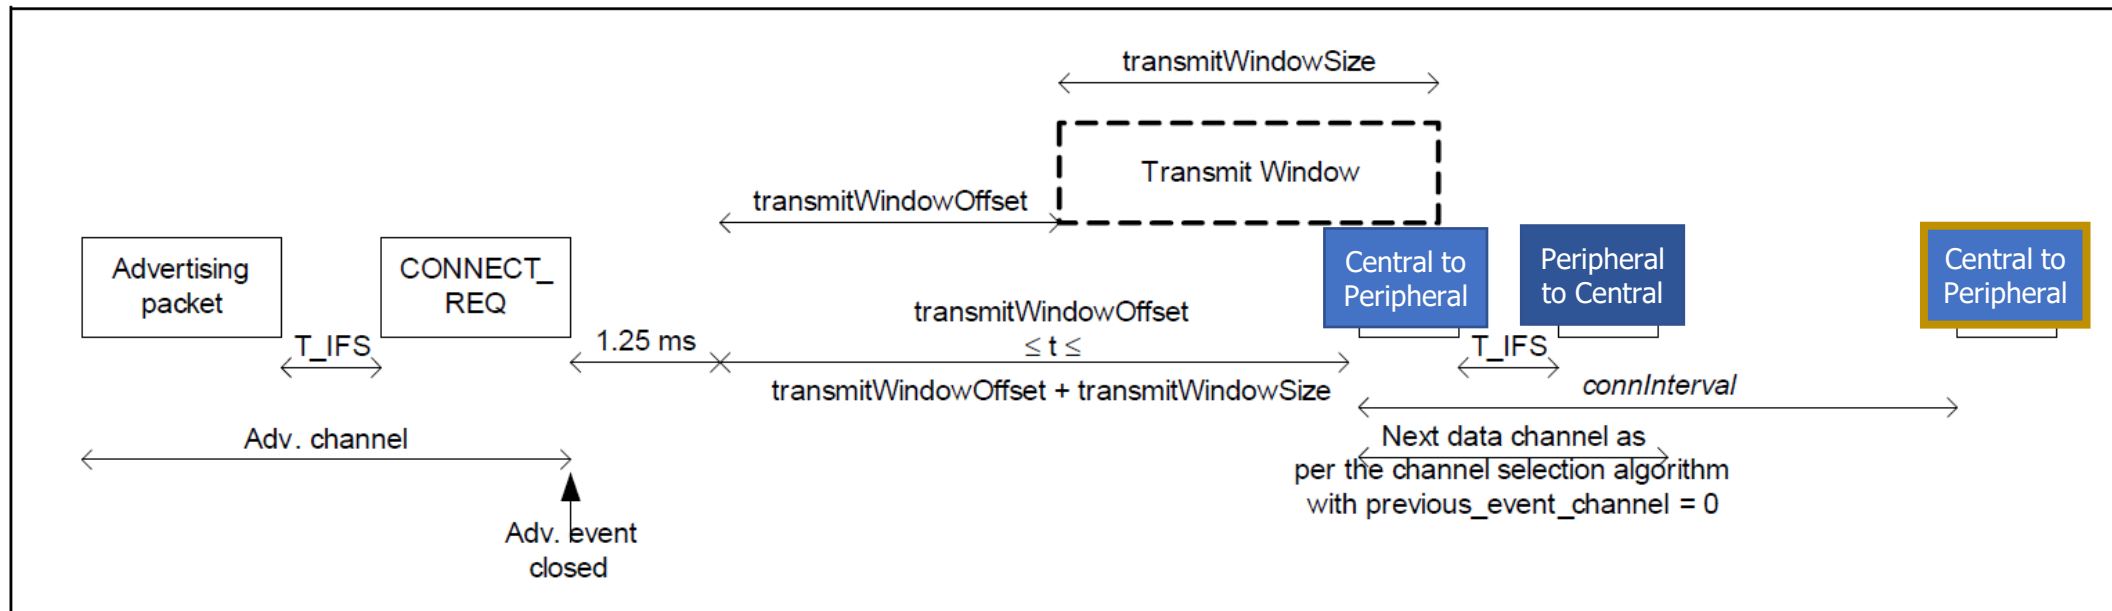 transmitWindowSize
Transmit Window
transmitWindowOffset
Advertising
packet
CONNECT_
REQ
Central to
Peripheral
Peripheral
to Central
Central to
Peripheral
T_IFS
1.25 ms
transmitWindowOffset
≤ t ≤
transmitWindowOffset + transmitWindowSize
T_IFS
connInterval
Adv. channel
Next data channel as
per the channel selection algorithm
with previous_event_channel = 0
Adv. event
closed